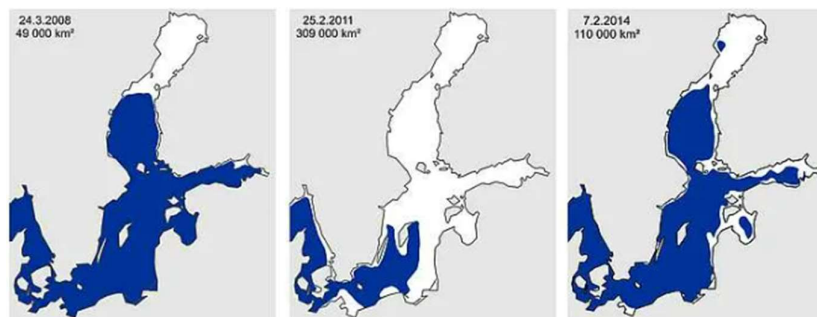 24.3.2008
49 000 km²
25.2.2011
309 000 km²
7.2.2014
110 000 km²